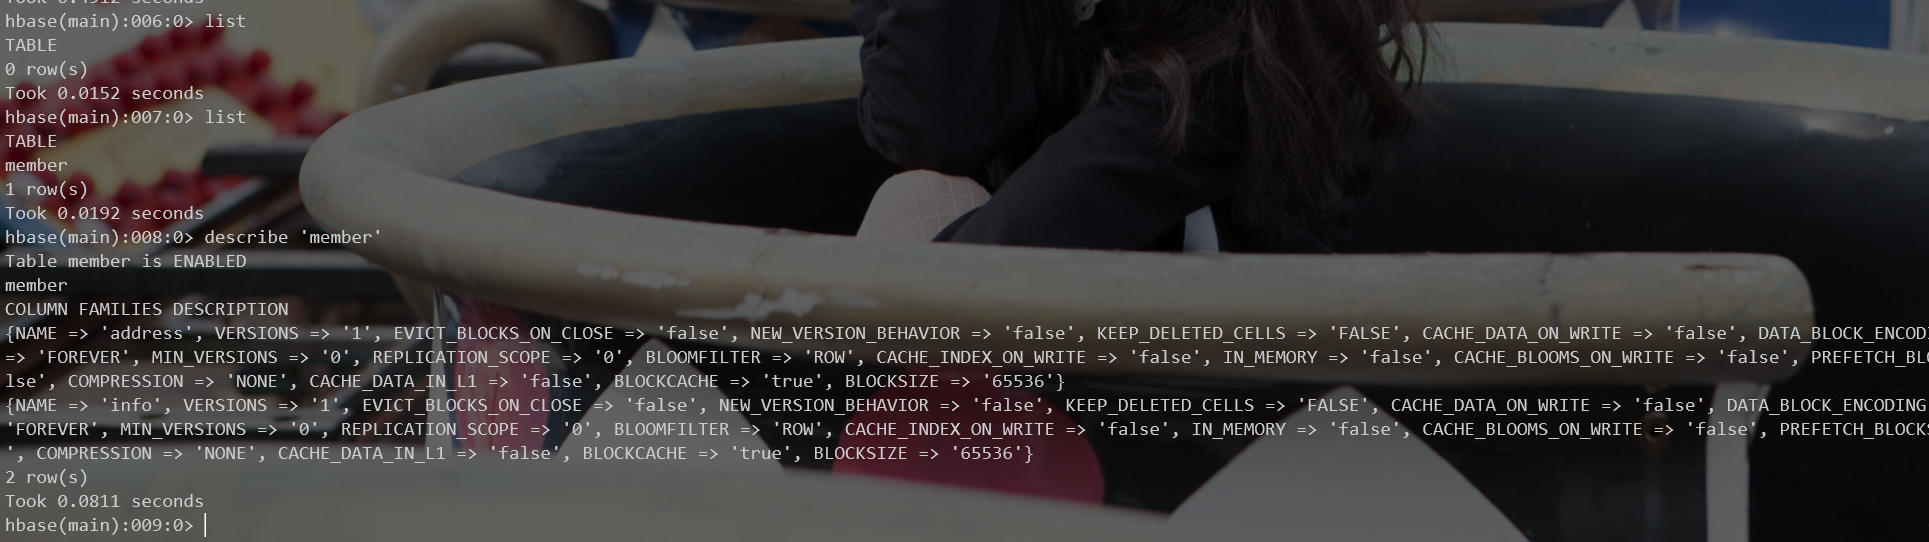 Took 0.4912 seconds
hbase(main):006:0> list
TABLE
0 row(s)
Took 0.0152 seconds
hbase(main):007:0> list
TABLE
member
1 row(s)
Took 0.0192 seconds
hbase(main):008:0> describe 'member'
Table member is ENABLED
member
COLUMN FAMILIES DESCRIPTION
{NAME => 'address', VERSIONS => '1', EVICT_BLOCKS_ON_CLOSE => 'false', NEW_VERSION_BEHAVIOR => 'false', KEEP_DELETED_CELLS => 'FALSE', CACHE_DATA_ON_WRITE => 'false', DATA_BLOCK_ENCODI
=> 'FOREVER', MIN_VERSIONS => '0', REPLICATION_SCOPE => '0', BLOOMFILTER => 'ROW', CACHE_INDEX_ON_WRITE => 'false', IN_MEMORY => 'false', CACHE_BLOOMS_ON_WRITE => 'false', PREFETCH_BLO
lse', COMPRESSION => 'NONE', CACHE_DATA_IN_L1 => 'false', BLOCKCACHE => 'true', BLOCKSIZE => '65536'}
{NAME => 'info', VERSIONS => '1', EVICT_BLOCKS_ON_CLOSE => 'false', NEW_VERSION_BEHAVIOR => 'false', KEEP_DELETED_CELLS => 'FALSE', CACHE_DATA_ON_WRITE => 'false', DATA_BLOCK_ENCODING
'FOREVER', MIN_VERSIONS => '0', REPLICATION_SCOPE => '0', BLOOMFILTER => 'ROW', CACHE_INDEX_ON_WRITE => 'false', IN_MEMORY => 'false', CACHE_BLOOMS_ON_WRITE => 'false', PREFETCH_BLOCKS
', COMPRESSION => 'NONE', CACHE_DATA_IN_L1 => 'false', BLOCKCACHE => 'true', BLOCKSIZE => '65536'}
2 row(s)
Took 0.0811 seconds
hbase(main):009:0>